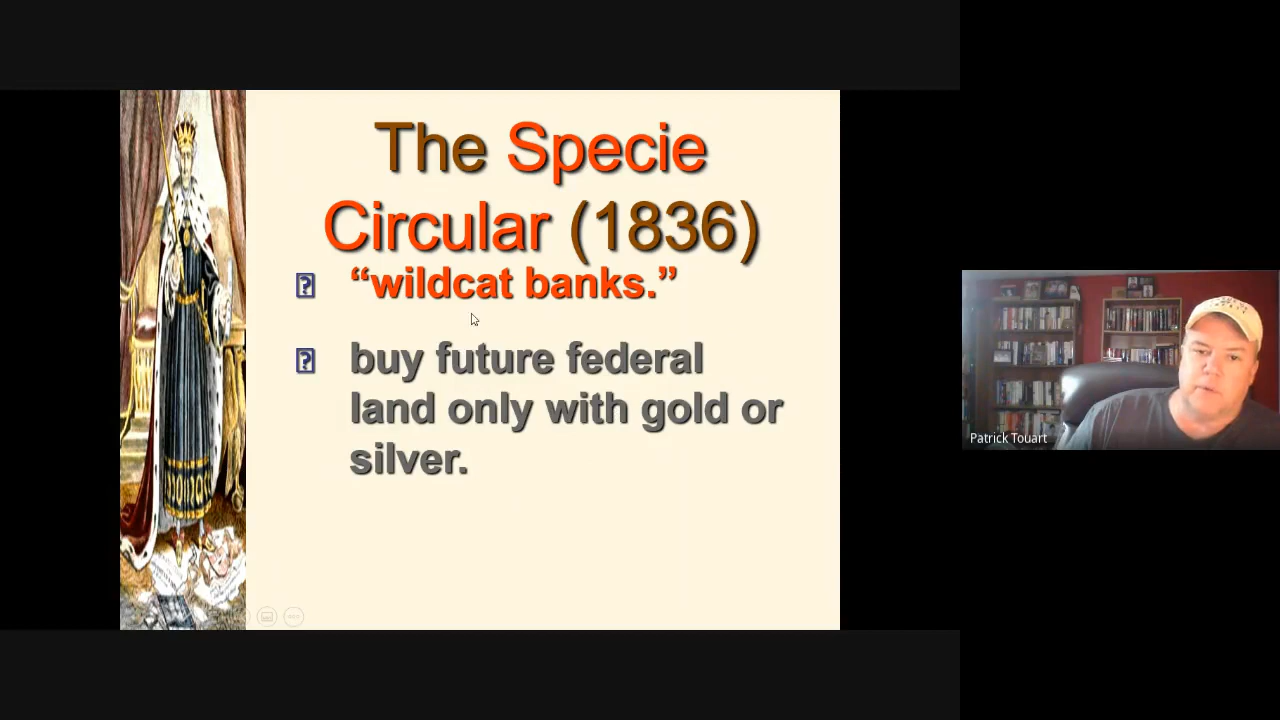 The Specie
Circular (1836)
“wildcat banks.”
buy future federal
land only with gold or
silver.
Patrick Touart